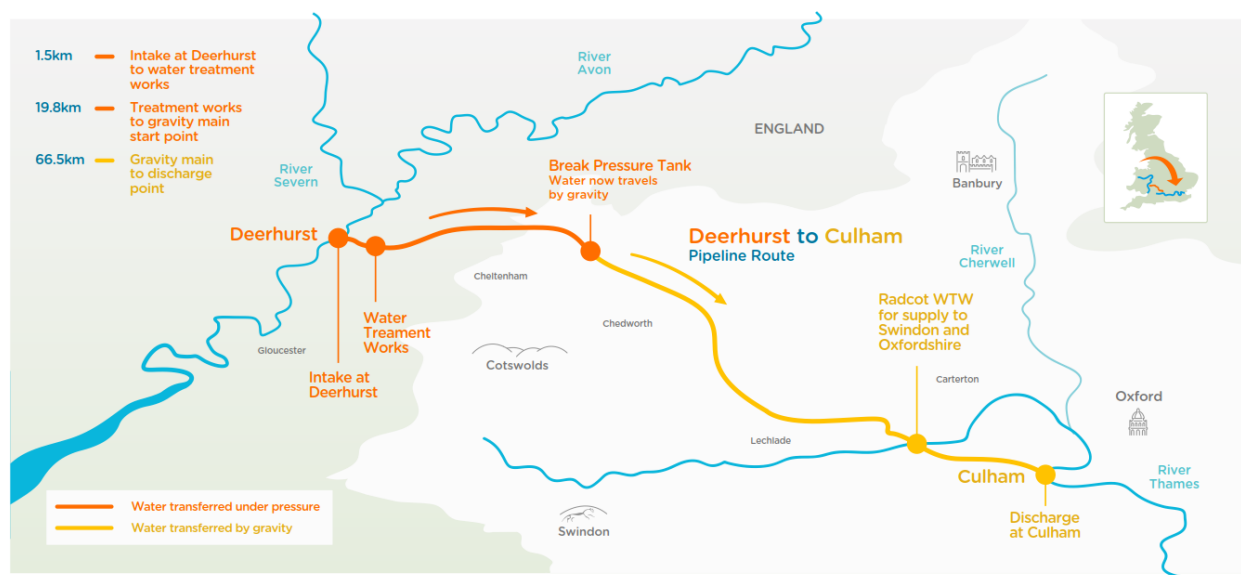 1.5km
Intake at Deerhurst
to water treatment
works
19.8km
Treatment works
to gravity main
start point
66.5km
Gravity main
to discharge
point
River
Severn
River
Avon
ENGLAND
Banbury
River
Cherwell
Break Pressure Tank
Water now travels
by gravity
Deerhurst
Deerhurst to Culham
Pipeline Route
Cheltenham
Chedworth
Water
Treament
Works
Radcot WTW
for supply to
Swindon and
Oxfordshire
Gloucester
Cotswolds
Intake at
Deerhurst
Carterton
Oxford
Lechlade
Culham
River
Thames
Discharge
at Culham
Swindon
Water transferred under pressure
Water transferred by gravity